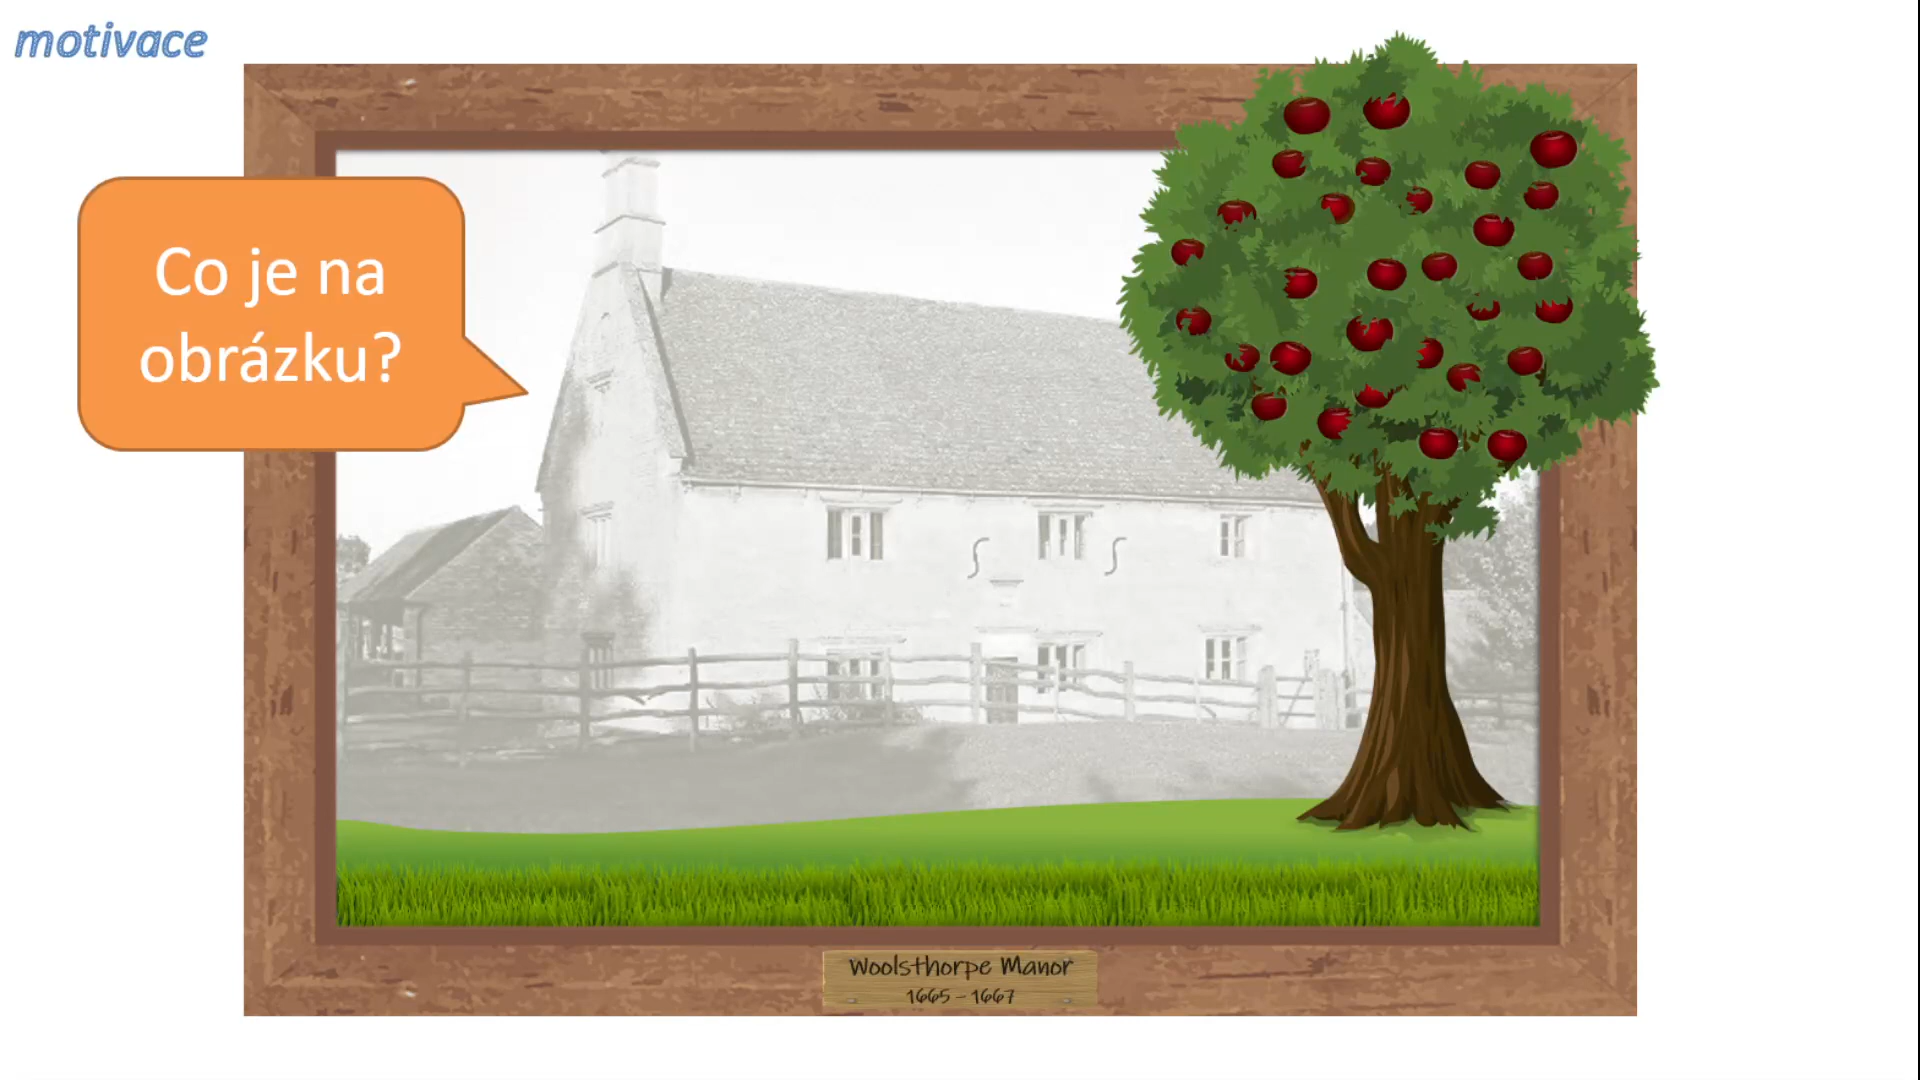 motivace
Co je na
obrázku?
Woolsthorpe Manor
1665 – 1667